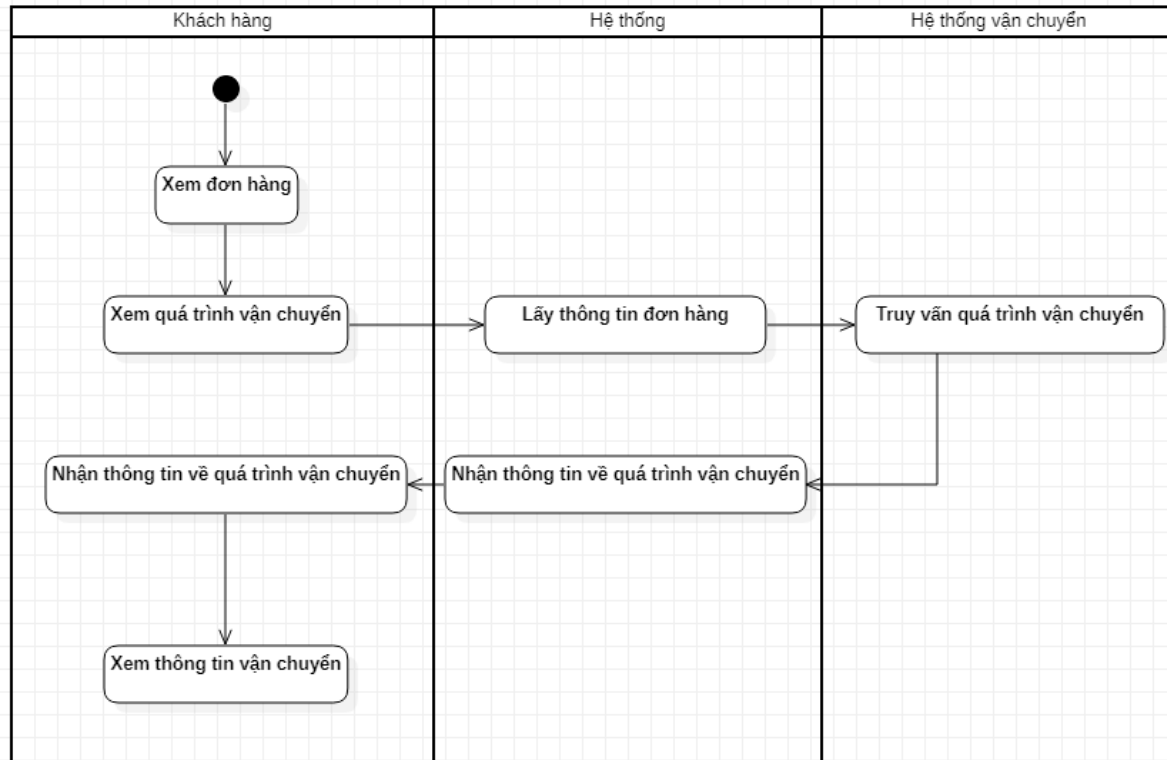 Khách hàng
Hệ thống
Hệ thống vận chuyển
Xem đơn hàng
Xem quá trình vận chuyển
Lấy thông tin đơn hàng
Truy vấn quá trình vận chuyển
Nhận thông tin về quá trình vận chuyển
Nhận thông tin về quá trình vận chuyển
Xem thông tin vận chuyển